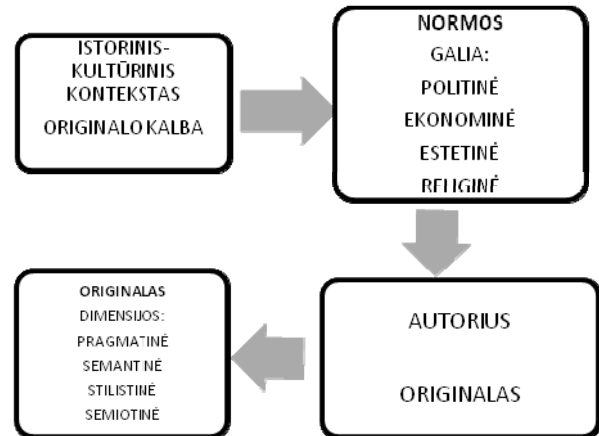 ISTORINIS-
KULTŪRINIS
KONTEKSTAS
ORIGINALO KALBA
NORMOS
GALIA:
POLITINĖ
EKONOMINĖ
ESTETINĖ
RELIGINĖ
AUTORIUS
ORIGINALAS
ORIGINALAS
DIMENSIJOS:
PRAGMATINĖ
SEMANTINĖ
STILISTINĖ
SEMIOTINĖ